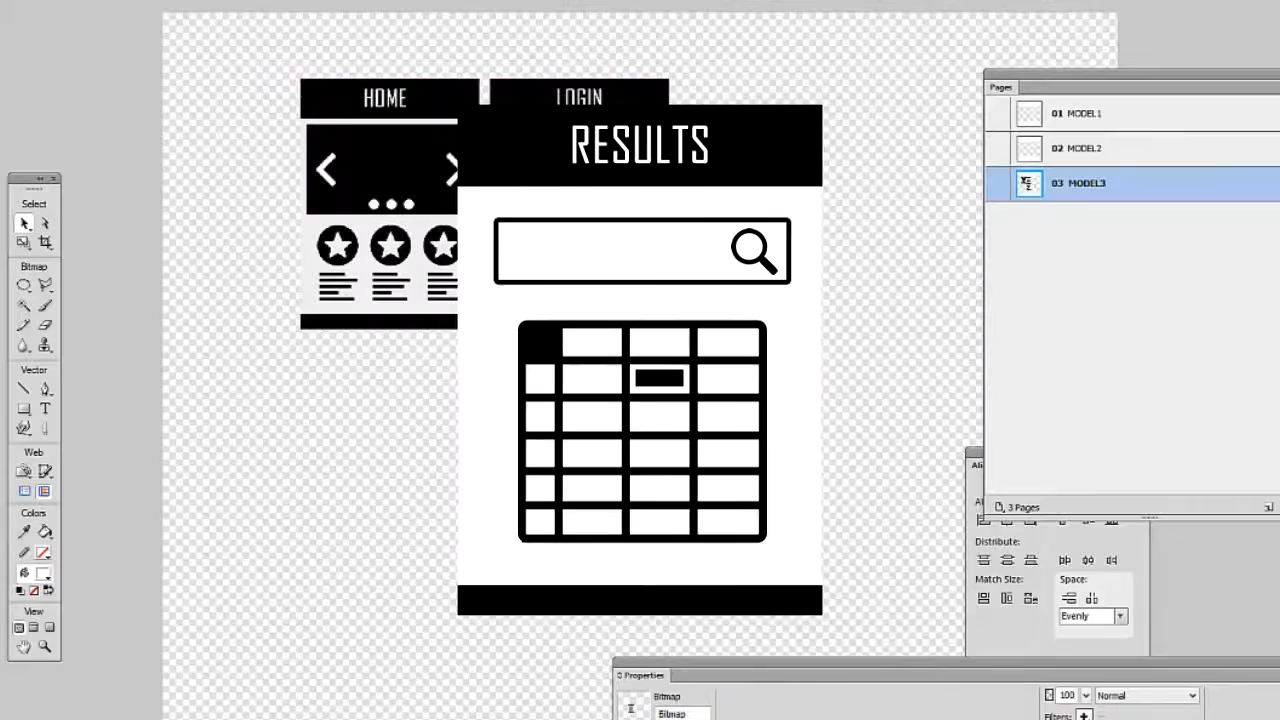 HOME
LOGIN
RESULTS
Select
Bitmap
Vector
Web
Colors
View
Pages
01 MODEL1
02 MODEL2
03 MODEL3
3 Pages
Distribute:
Match Size:
Space:
Evenly
Properties
Bitmap
Bitmap
100
Normal
Filters: